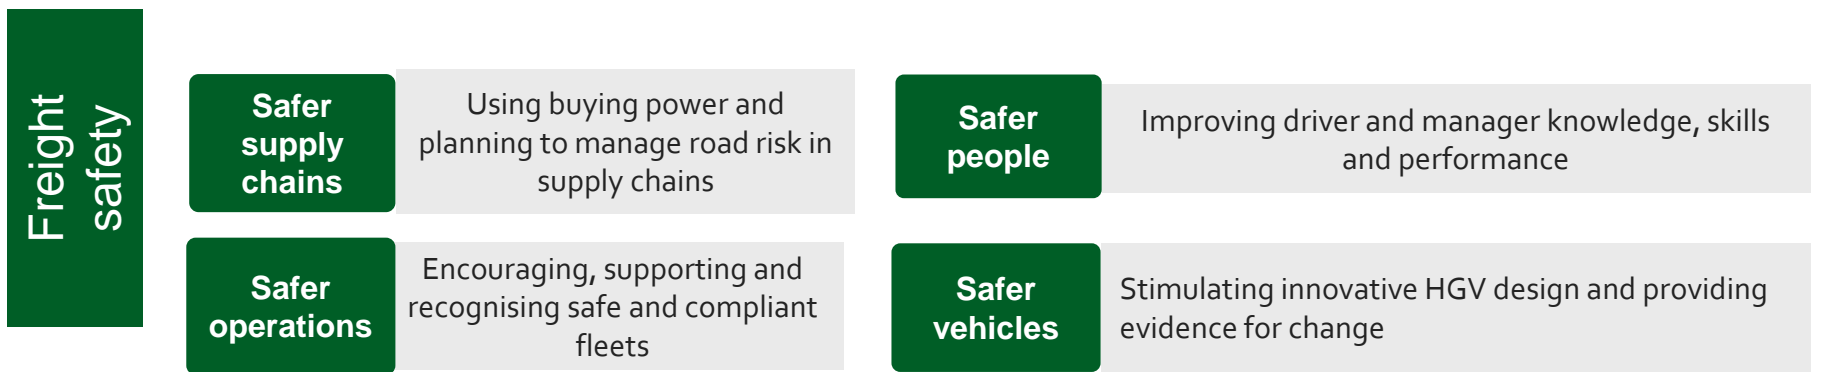 Freight
safety
Safer
supply
chains
Using buying power and
planning to manage road risk in
supply chains
Safer
people
Improving driver and manager knowledge, skills
and performance
Safer
operations
Encouraging, supporting and
recognising safe and compliant
fleets
Safer
vehicles
Stimulating innovative HGV design and providing
evidence for change